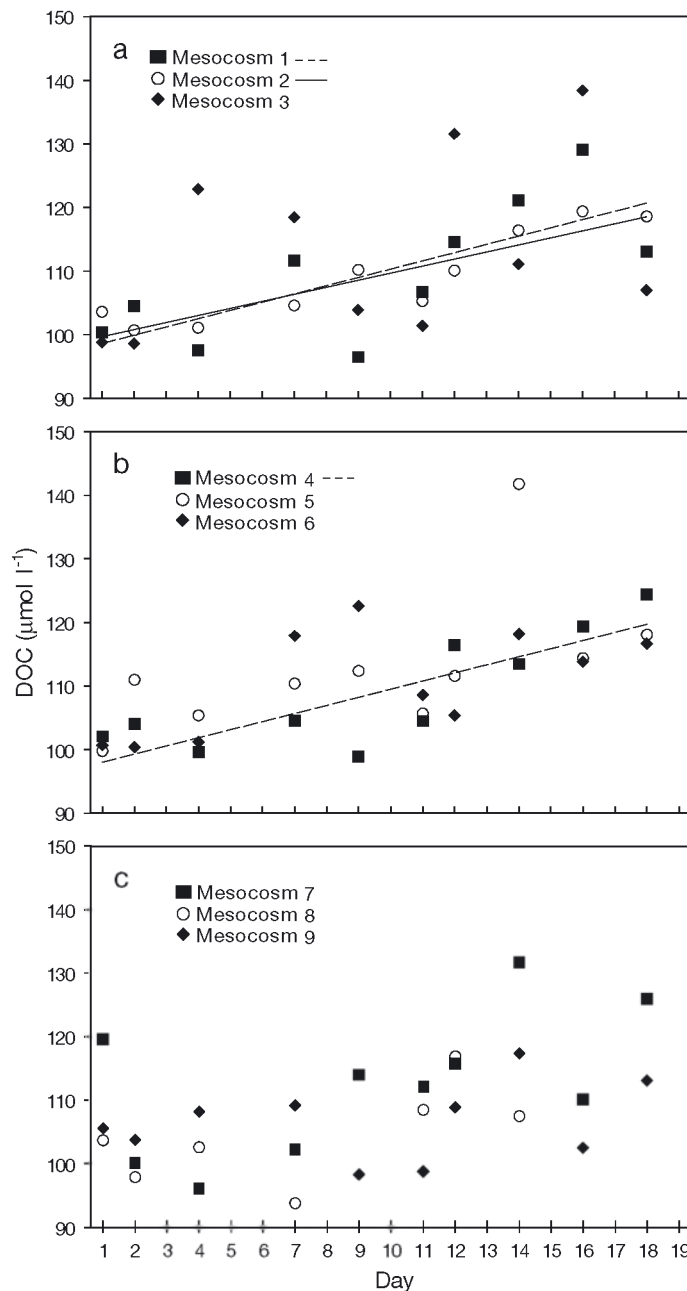 150
a
Mesocosm 1
140
Mesocosm 2
Mesocosm 3
130
120
110
100
90
150
b
Mesocosm 4
140
Mesocosm 5
Mesocosm 6
130
120
110
100
90
DOC (µmol l⁻¹)
150
c
Mesocosm 7
140
Mesocosm 8
Mesocosm 9
130
120
110
100
90
1 2 3 4 5 6 7 9 10 11 12 13 14 15 16 17 18 19
Day